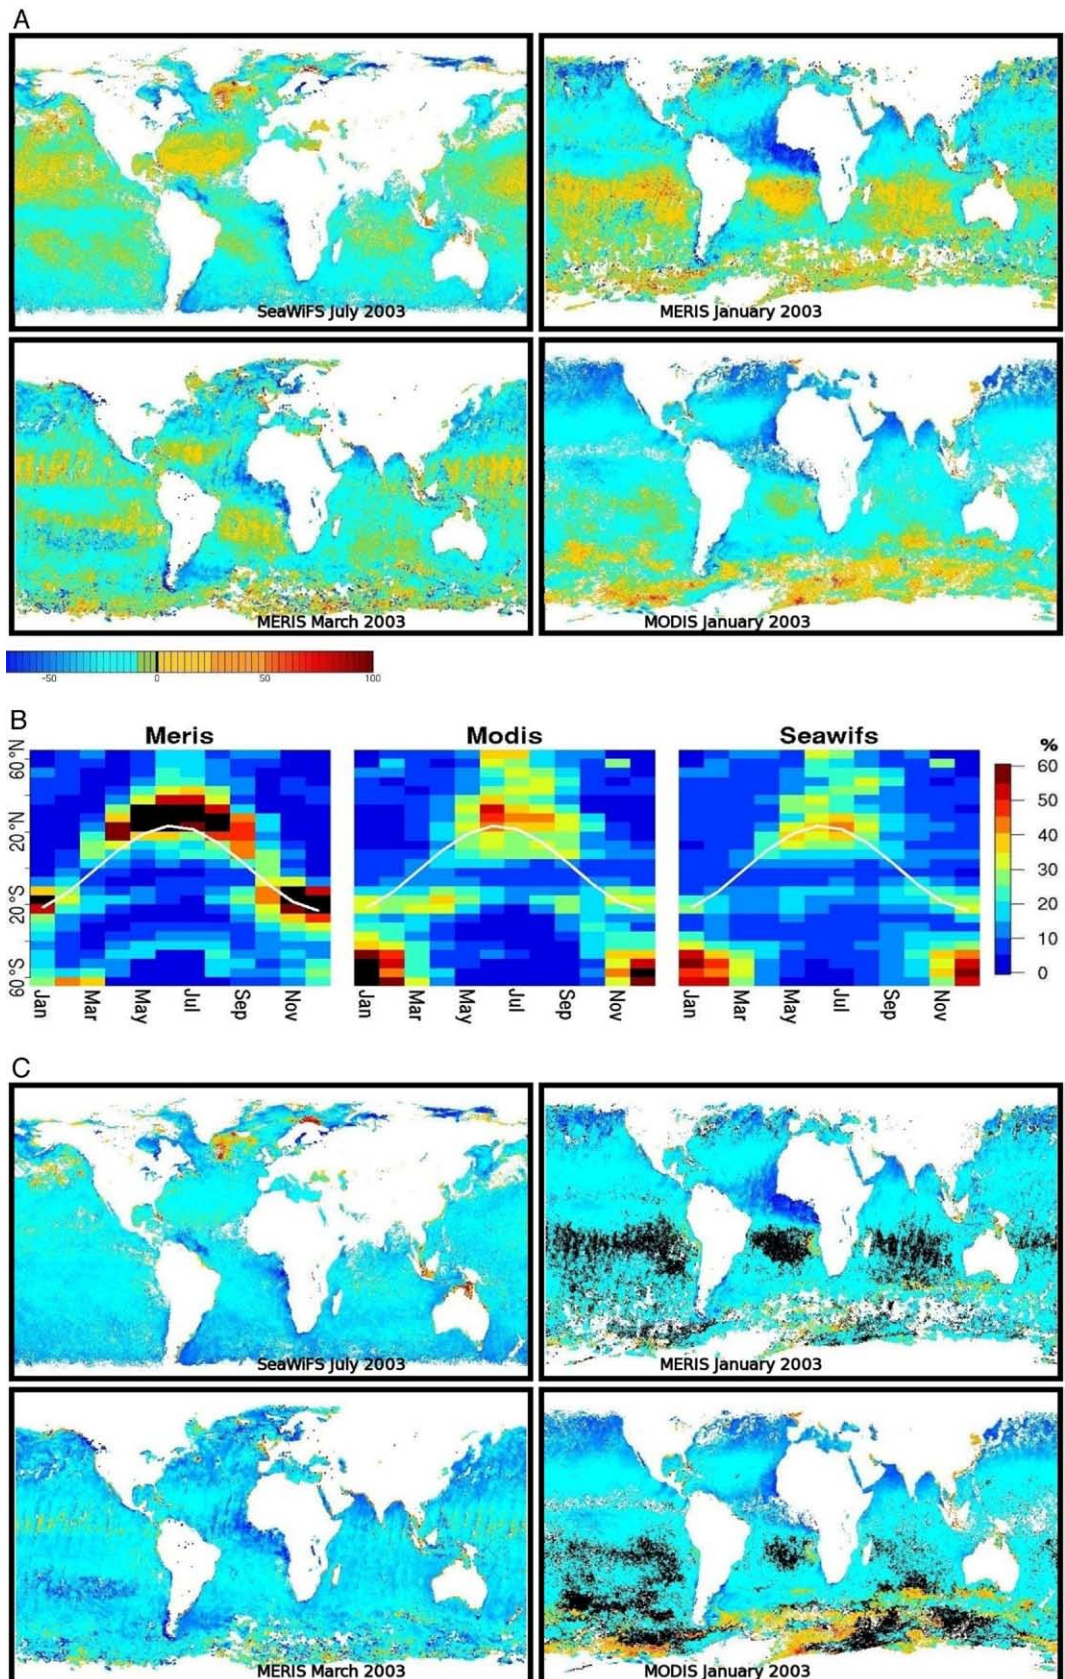 A
SeaWiFS July 2003
MERIS January 2003
MERIS March 2003
MODIS January 2003
-50 0 50 100
B
Meris Modis Seawifs
%
60°N 20°N 20°S 60°S
Jan Mar May Jul Sep Nov
Jan Mar May Jul Sep Nov
Jan Mar May Jul Sep Nov
60
50
40
30
20
10
0
C
SeaWiFS July 2003
MERIS January 2003
MERIS March 2003
MODIS January 2003